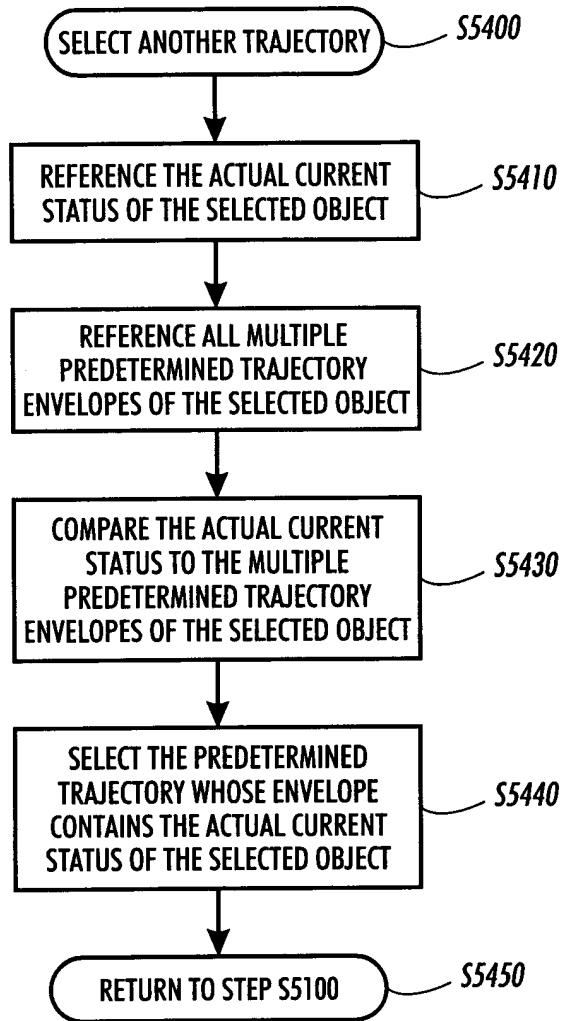 SELECT ANOTHER TRAJECTORY
S5400
REFERENCE THE ACTUAL CURRENT
STATUS OF THE SELECTED OBJECT
S5410
REFERENCE ALL MULTIPLE
PREDETERMINED TRAJECTORY
ENVELOPES OF THE SELECTED OBJECT
S5420
COMPARE THE ACTUAL CURRENT
STATUS TO THE MULTIPLE
PREDETERMINED TRAJECTORY
ENVELOPES OF THE SELECTED OBJECT
S5430
SELECT THE PREDETERMINED
TRAJECTORY WHOSE ENVELOPE
CONTAINS THE ACTUAL CURRENT
STATUS OF THE SELECTED OBJECT
S5440
RETURN TO STEP S5100
S5450